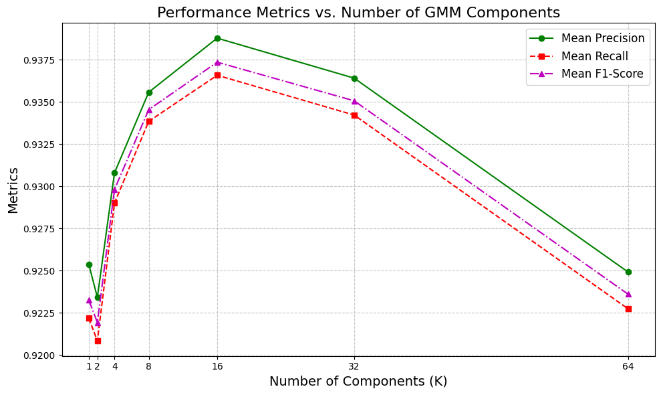 Performance Metrics vs. Number of GMM Components
Mean Precision
Mean Recall
Mean F1-Score
Metrics
0.9375
0.9350
0.9325
0.9300
0.9275
0.9250
0.9225
0.9200
1 2 4 8 16 32 64
Number of Components (K)